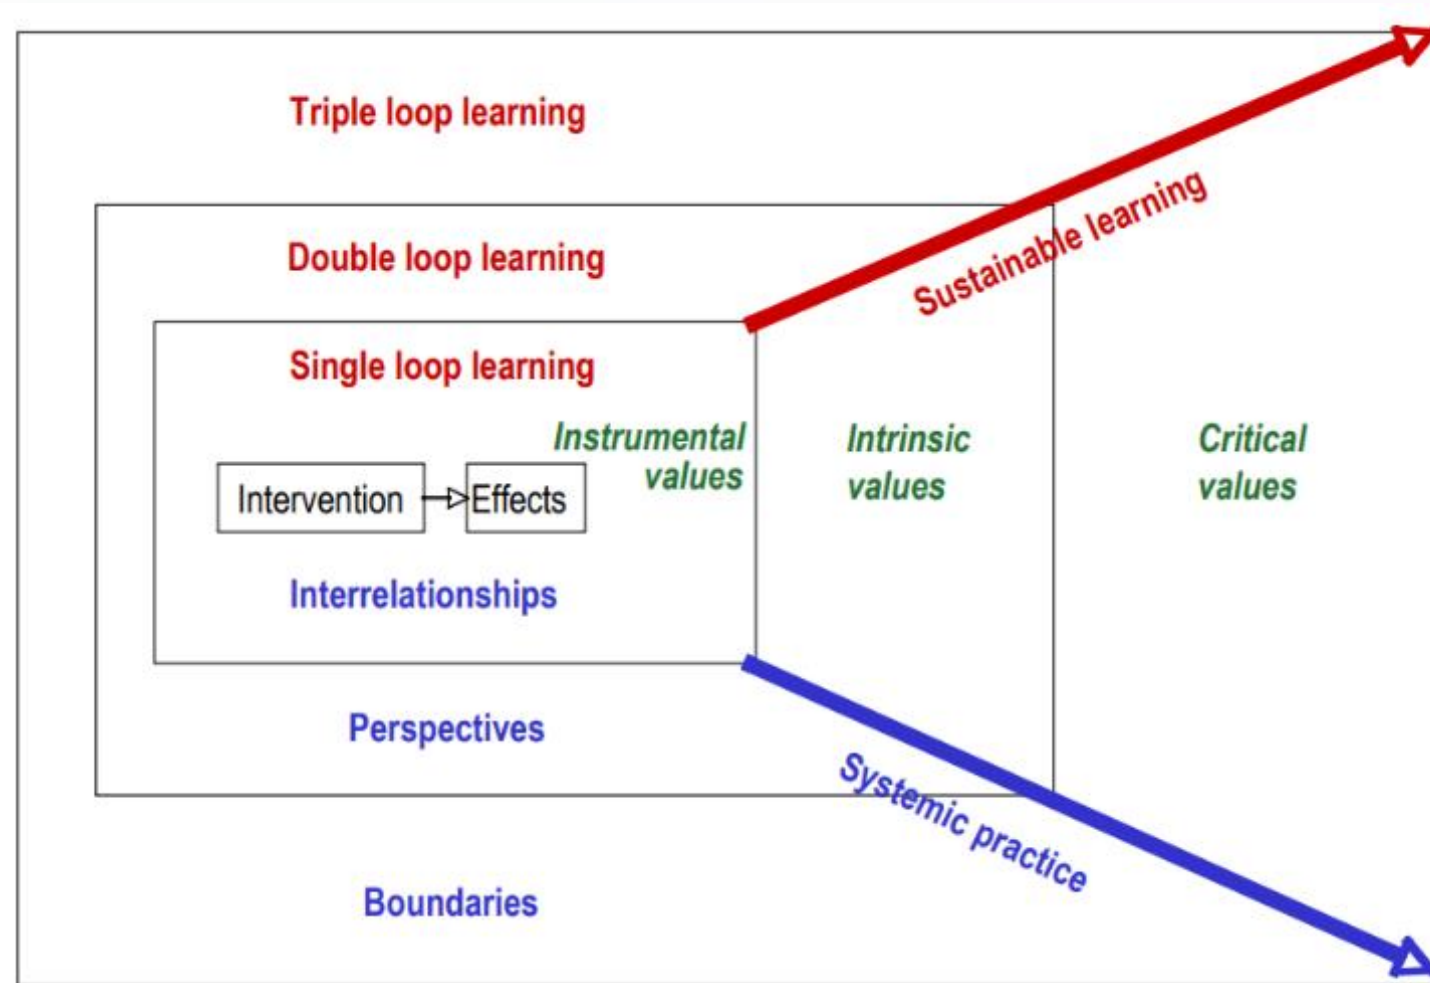 Triple loop learning
Double loop learning
Sustainable learning
Single loop learning
Instrumental
values
Intrinsic
values
Critical
values
Intervention
Effects
Interrelationships
Perspectives
Systemic practice
Boundaries